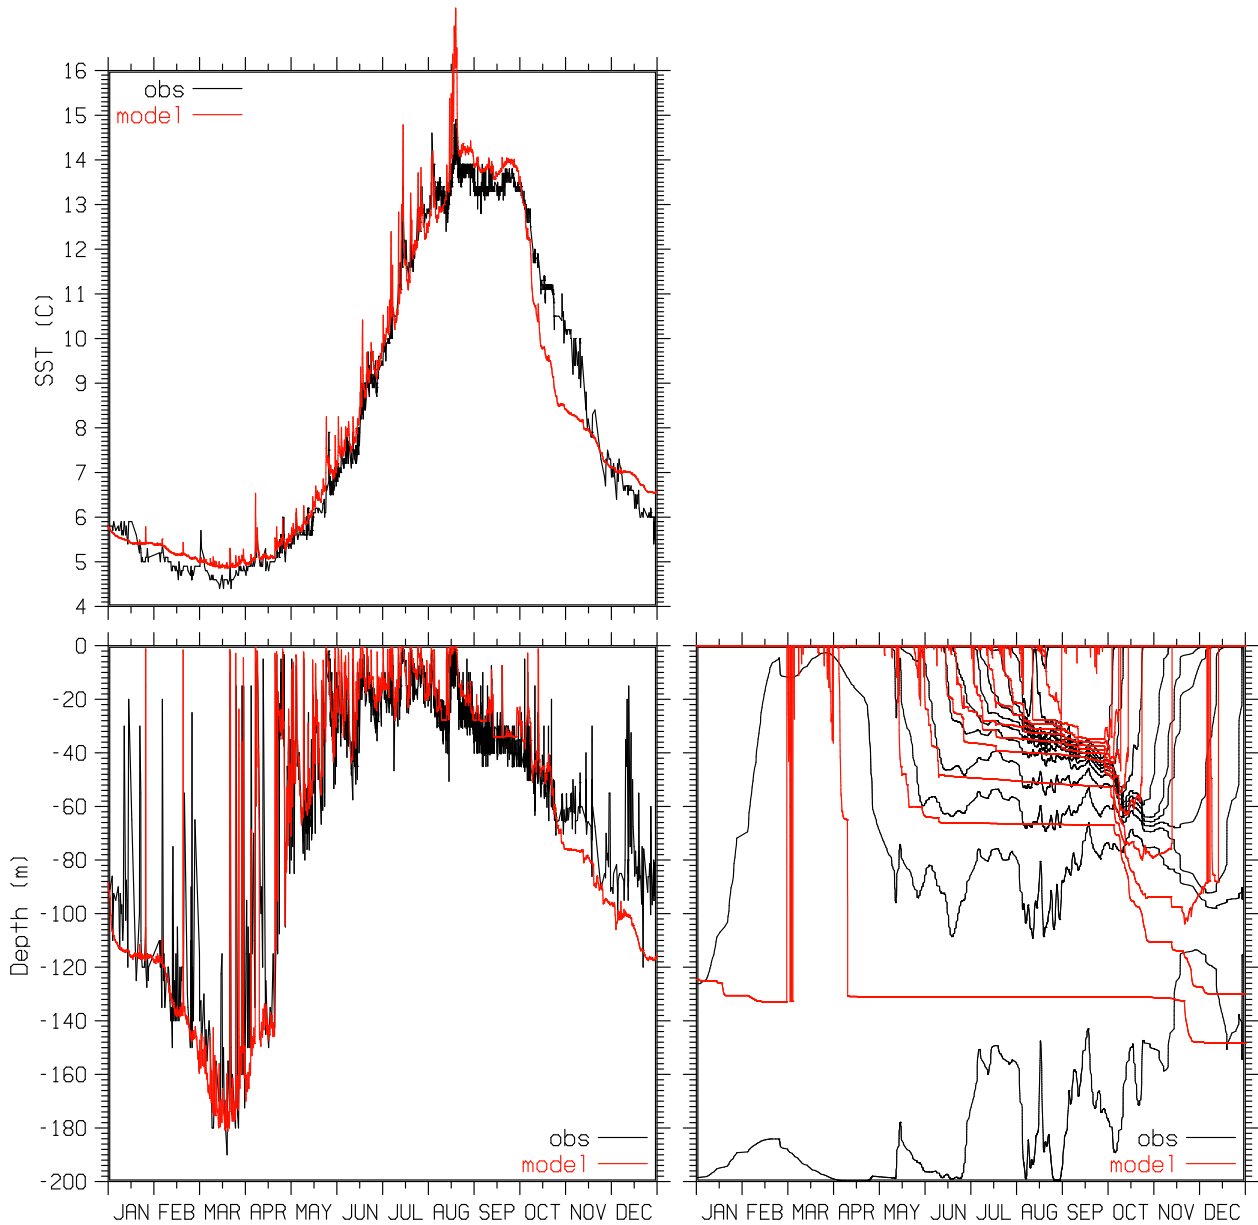 16
obs
15
model
14
13
12
11
10
SST (C)
9
8
7
6
5
4
0
-20
-40
-60
-80
-100
Depth (m)
-120
-140
-160
-180
obs
model
-200
JAN FEB MAR APR MAY JUN JUL AUG SEP OCT NOV DEC
obs
model
JAN FEB MAR APR MAY JUN JUL AUG SEP OCT NOV DEC